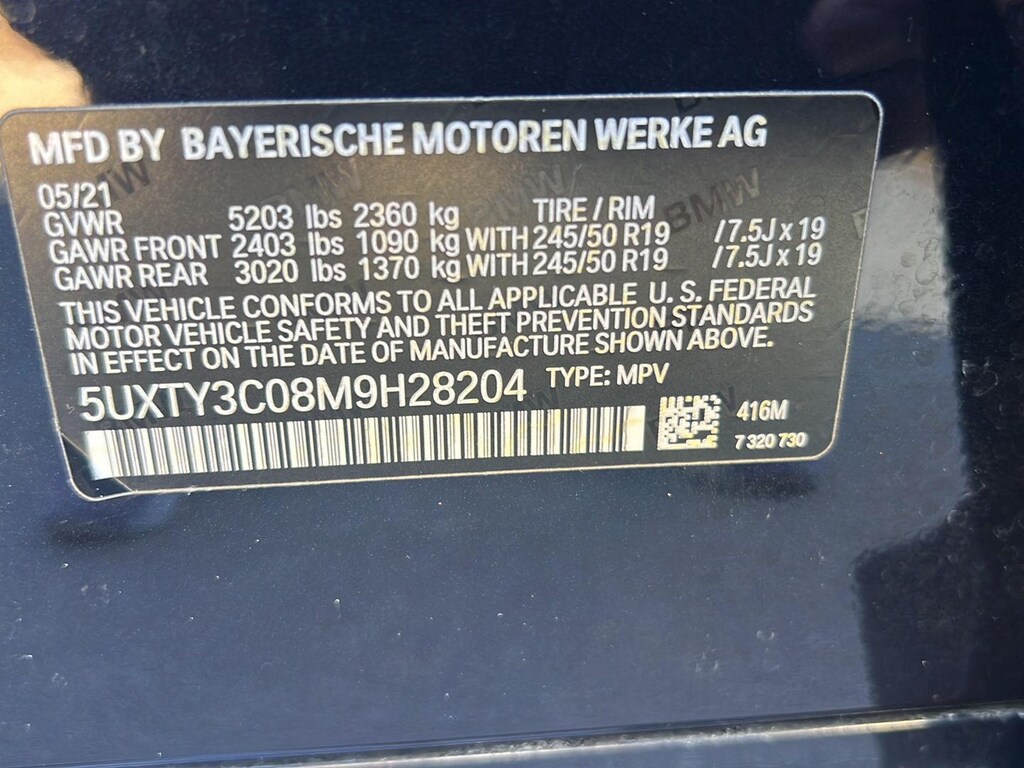 MFD BY BAYERISCHE MOTOREN WERKE AG
05/21
GVWR 5203 lbs 2360 kg TIRE / RIM
GAWR FRONT 2403 lbs 1090 kg WITH 245/50 R19 / 7.5J x 19
GAWR REAR 3020 lbs 1370 kg WITH 245/50 R19 / 7.5J x 19
THIS VEHICLE CONFORMS TO ALL APPLICABLE U. S. FEDERAL
MOTOR VEHICLE SAFETY AND THEFT PREVENTION STANDARDS
IN EFFECT ON THE DATE OF MANUFACTURE SHOWN ABOVE.
5UXTY3C08M9H28204 TYPE: MPV
416M
7 320 730